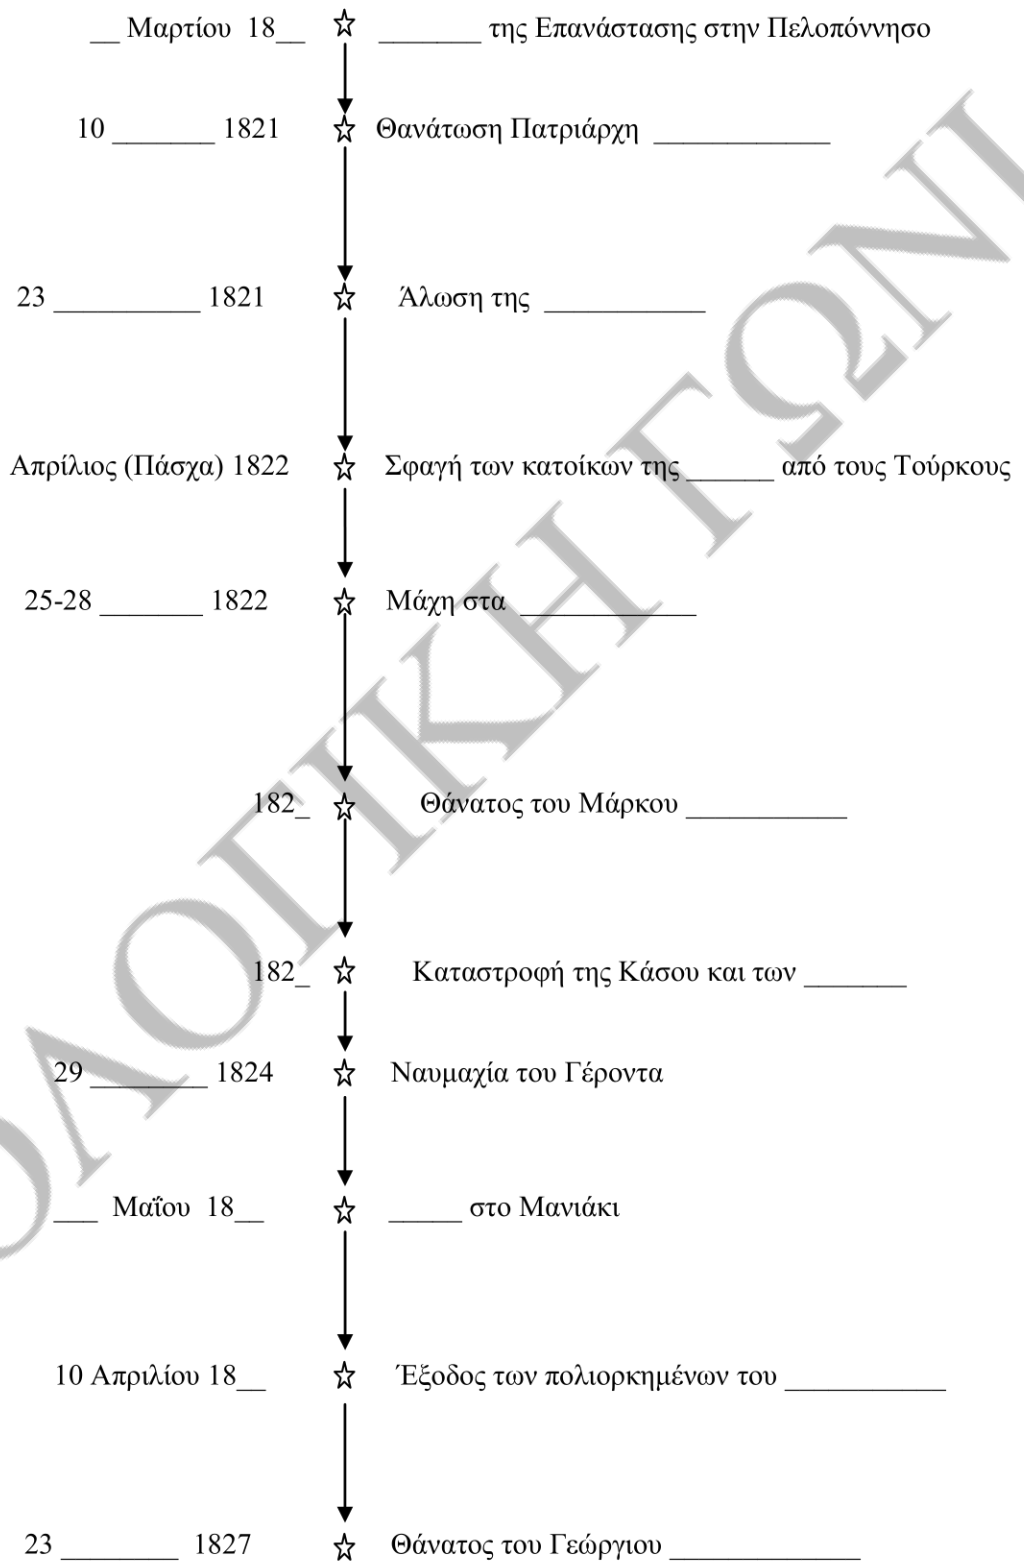 __ Μαρτίου 18__ _______ της Επανάστασης στην Πελοπόννησο
10 _______ 1821 Θανάτωση Πατριάρχη ____________
23 __________ 1821 Άλωση της ___________
Απρίλιος (Πάσχα) 1822 Σφαγή των κατοίκων της ______ από τους Τούρκους
25-28 _______ 1822 Μάχη στα ____________
182_ Θάνατος του Μάρκου ___________
182_ Καταστροφή της Κάσου και των _______
29 ________ 1824 Ναυμαχία του Γέροντα
___ Μαΐου 18__ _____ στο Μανιάκι
10 Απριλίου 18__ Έξοδος των πολιορκημένων του ___________
23 ________ 1827 Θάνατος του Γεώργιου _____________
ΟΛΟΓΙΚΗ ΓΩΝΙ